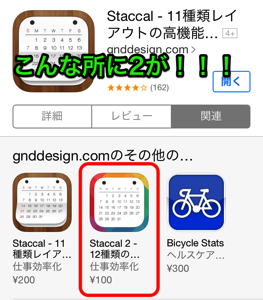 Staccal - 11種類レイ
アウトの高機能…
4+
gnddesign.com >
こんな所に2が！！！
★★★★☆ (162)
開く
詳細 レビュー 関連
gnddesign.comのその他の…
Staccal - 11
種類レイア…
仕事効率化
¥200
Staccal 2 -
12種類の…
仕事効率化
¥100
Bicycle Stats
ヘルスケア…
¥300